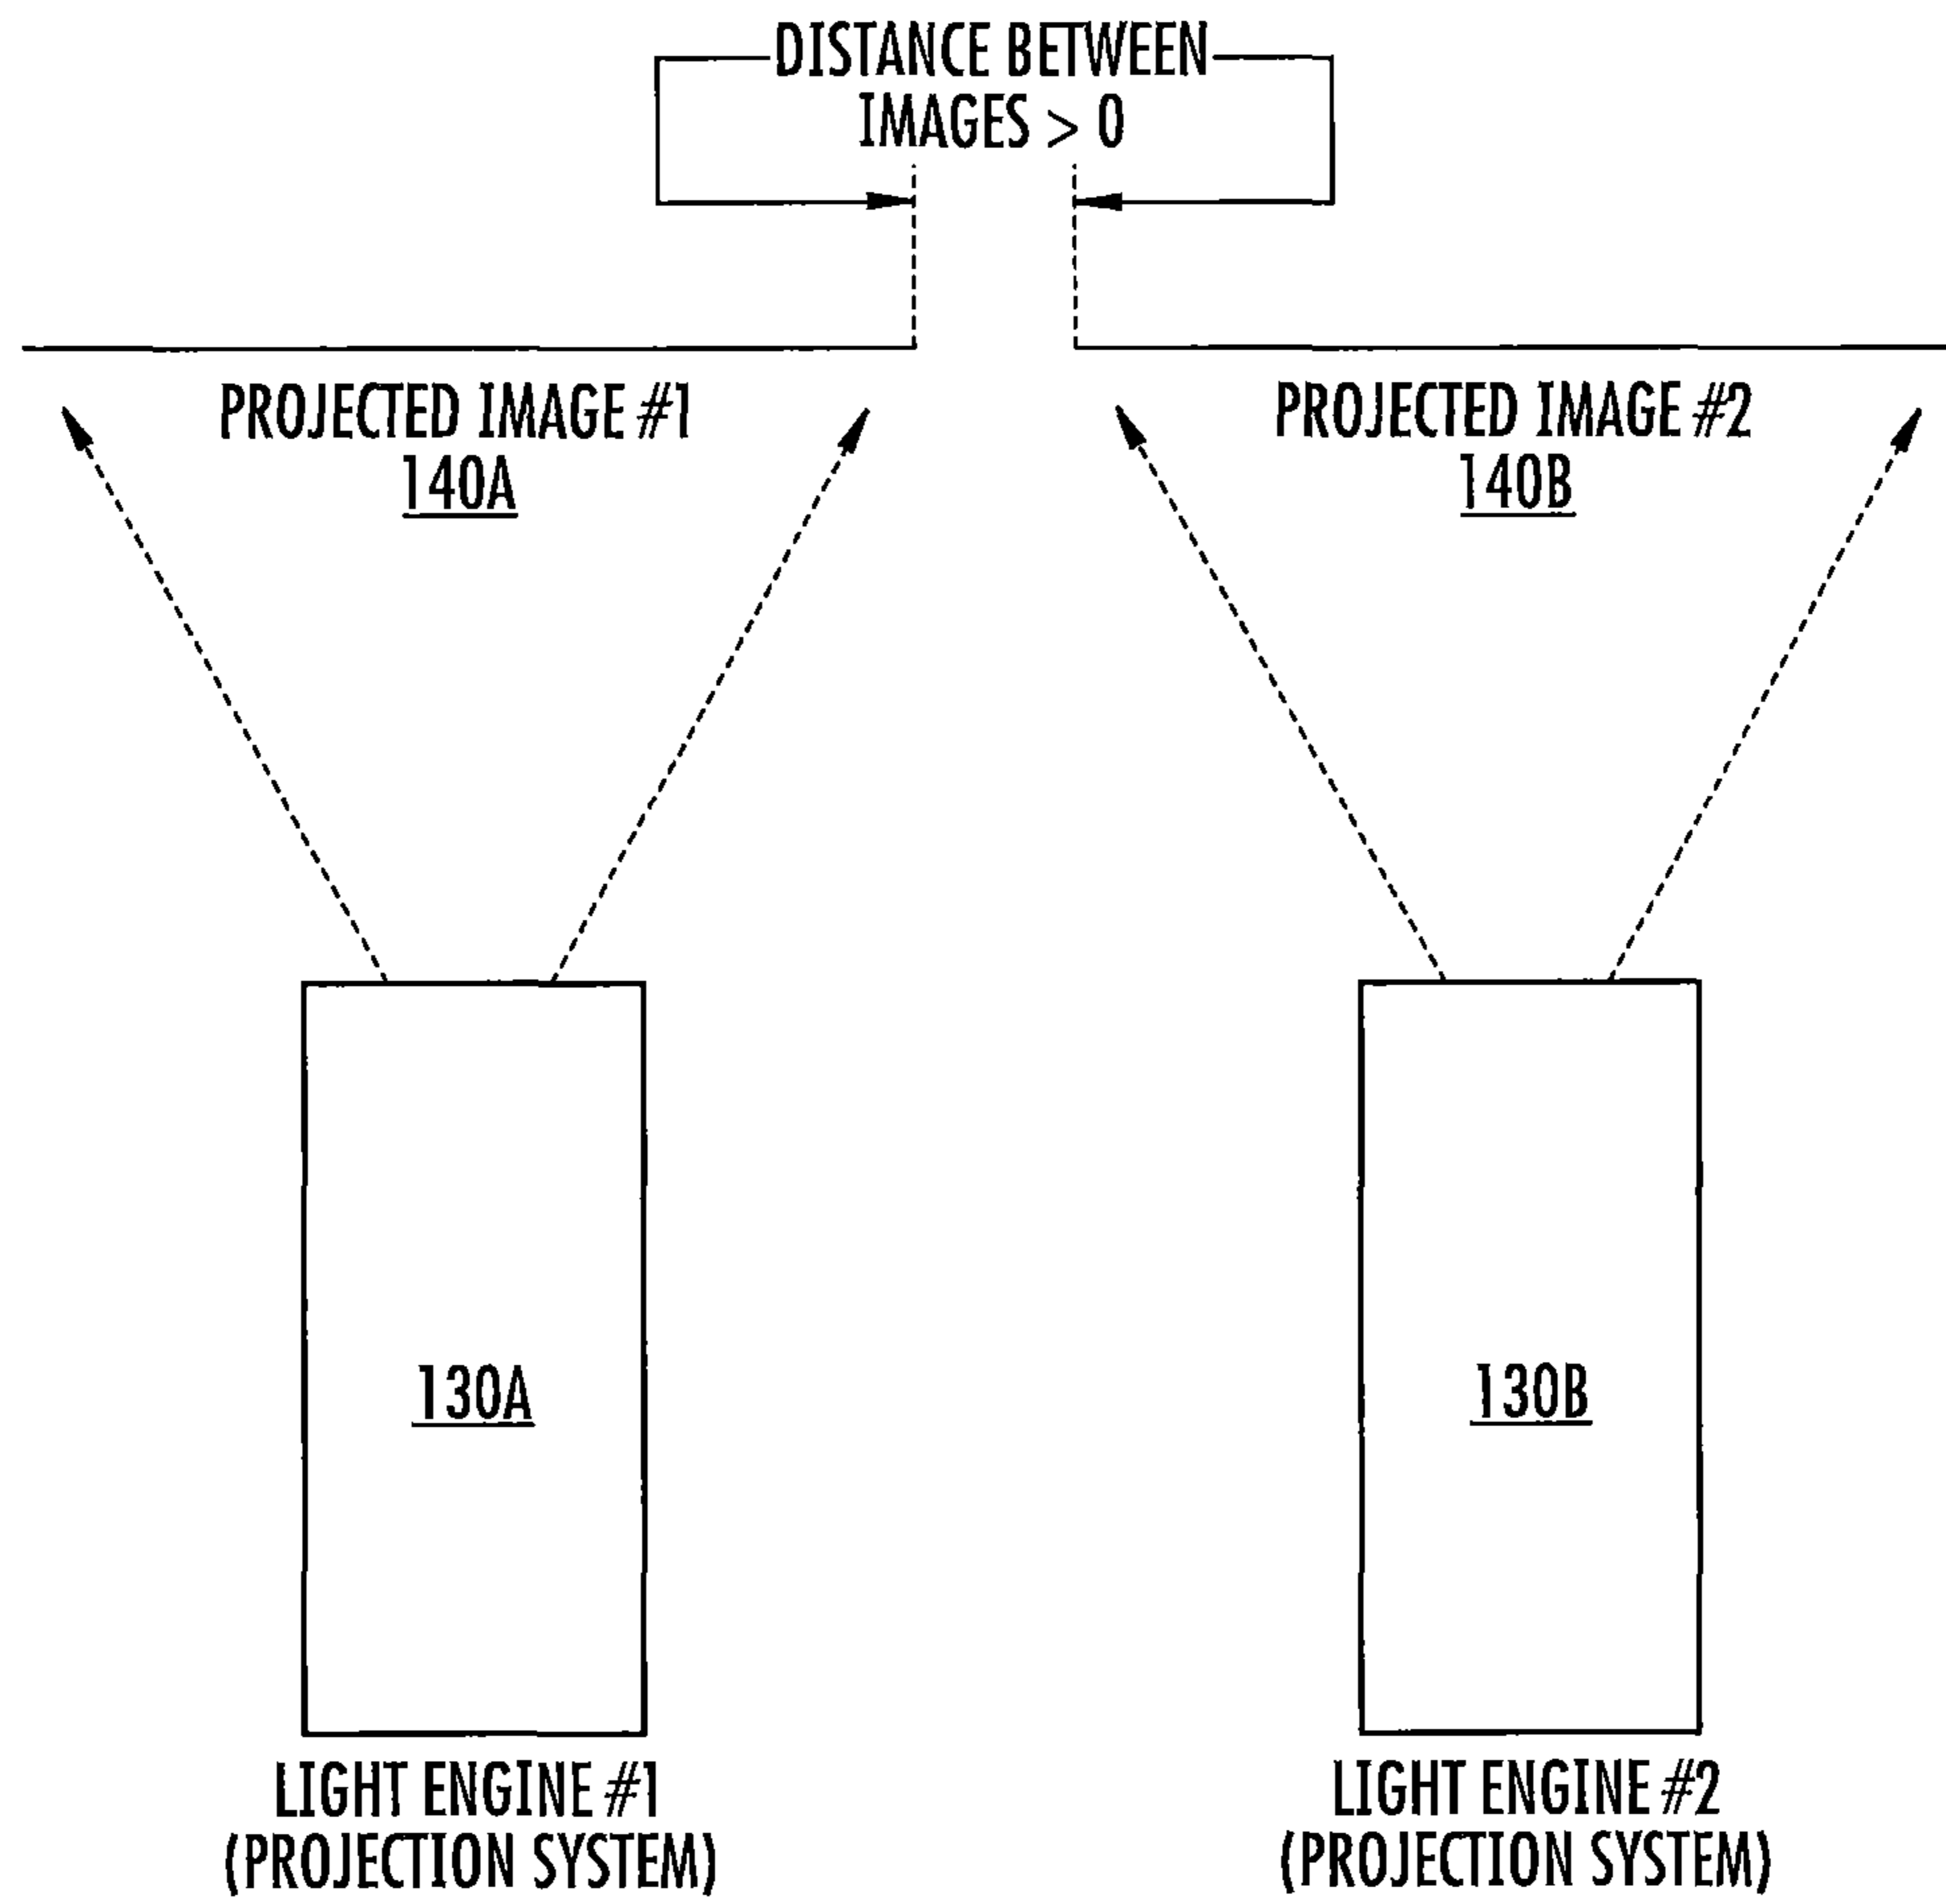 DISTANCE BETWEEN
IMAGES > 0
PROJECTED IMAGE #1
140A
PROJECTED IMAGE #2
140B
130A
130B
LIGHT ENGINE #1
(PROJECTION SYSTEM)
LIGHT ENGINE #2
(PROJECTION SYSTEM)